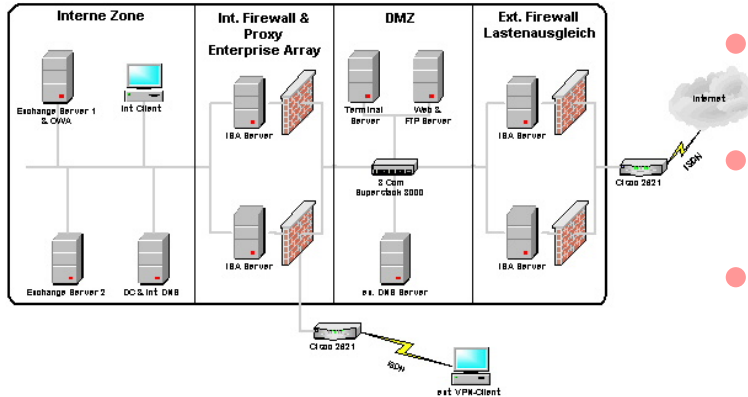 Interne Zone
Int. Firewall &
Proxy
Enterprise Array
DMZ
Ext. Firewall
Lastenausgleich
Exchange Server 1
& OWA
Int Client
ISA Server
Terminal
Server
Web &
FTP Server
ISA Server
Internet
ISDN
3 Com
Superstack 3000
Cisco 2621
Exchange Server 2
DC & Int DNS
ISA Server
ex. DNS Server
ISA Server
Cisco 2621
ISDN
ext VPN-Client